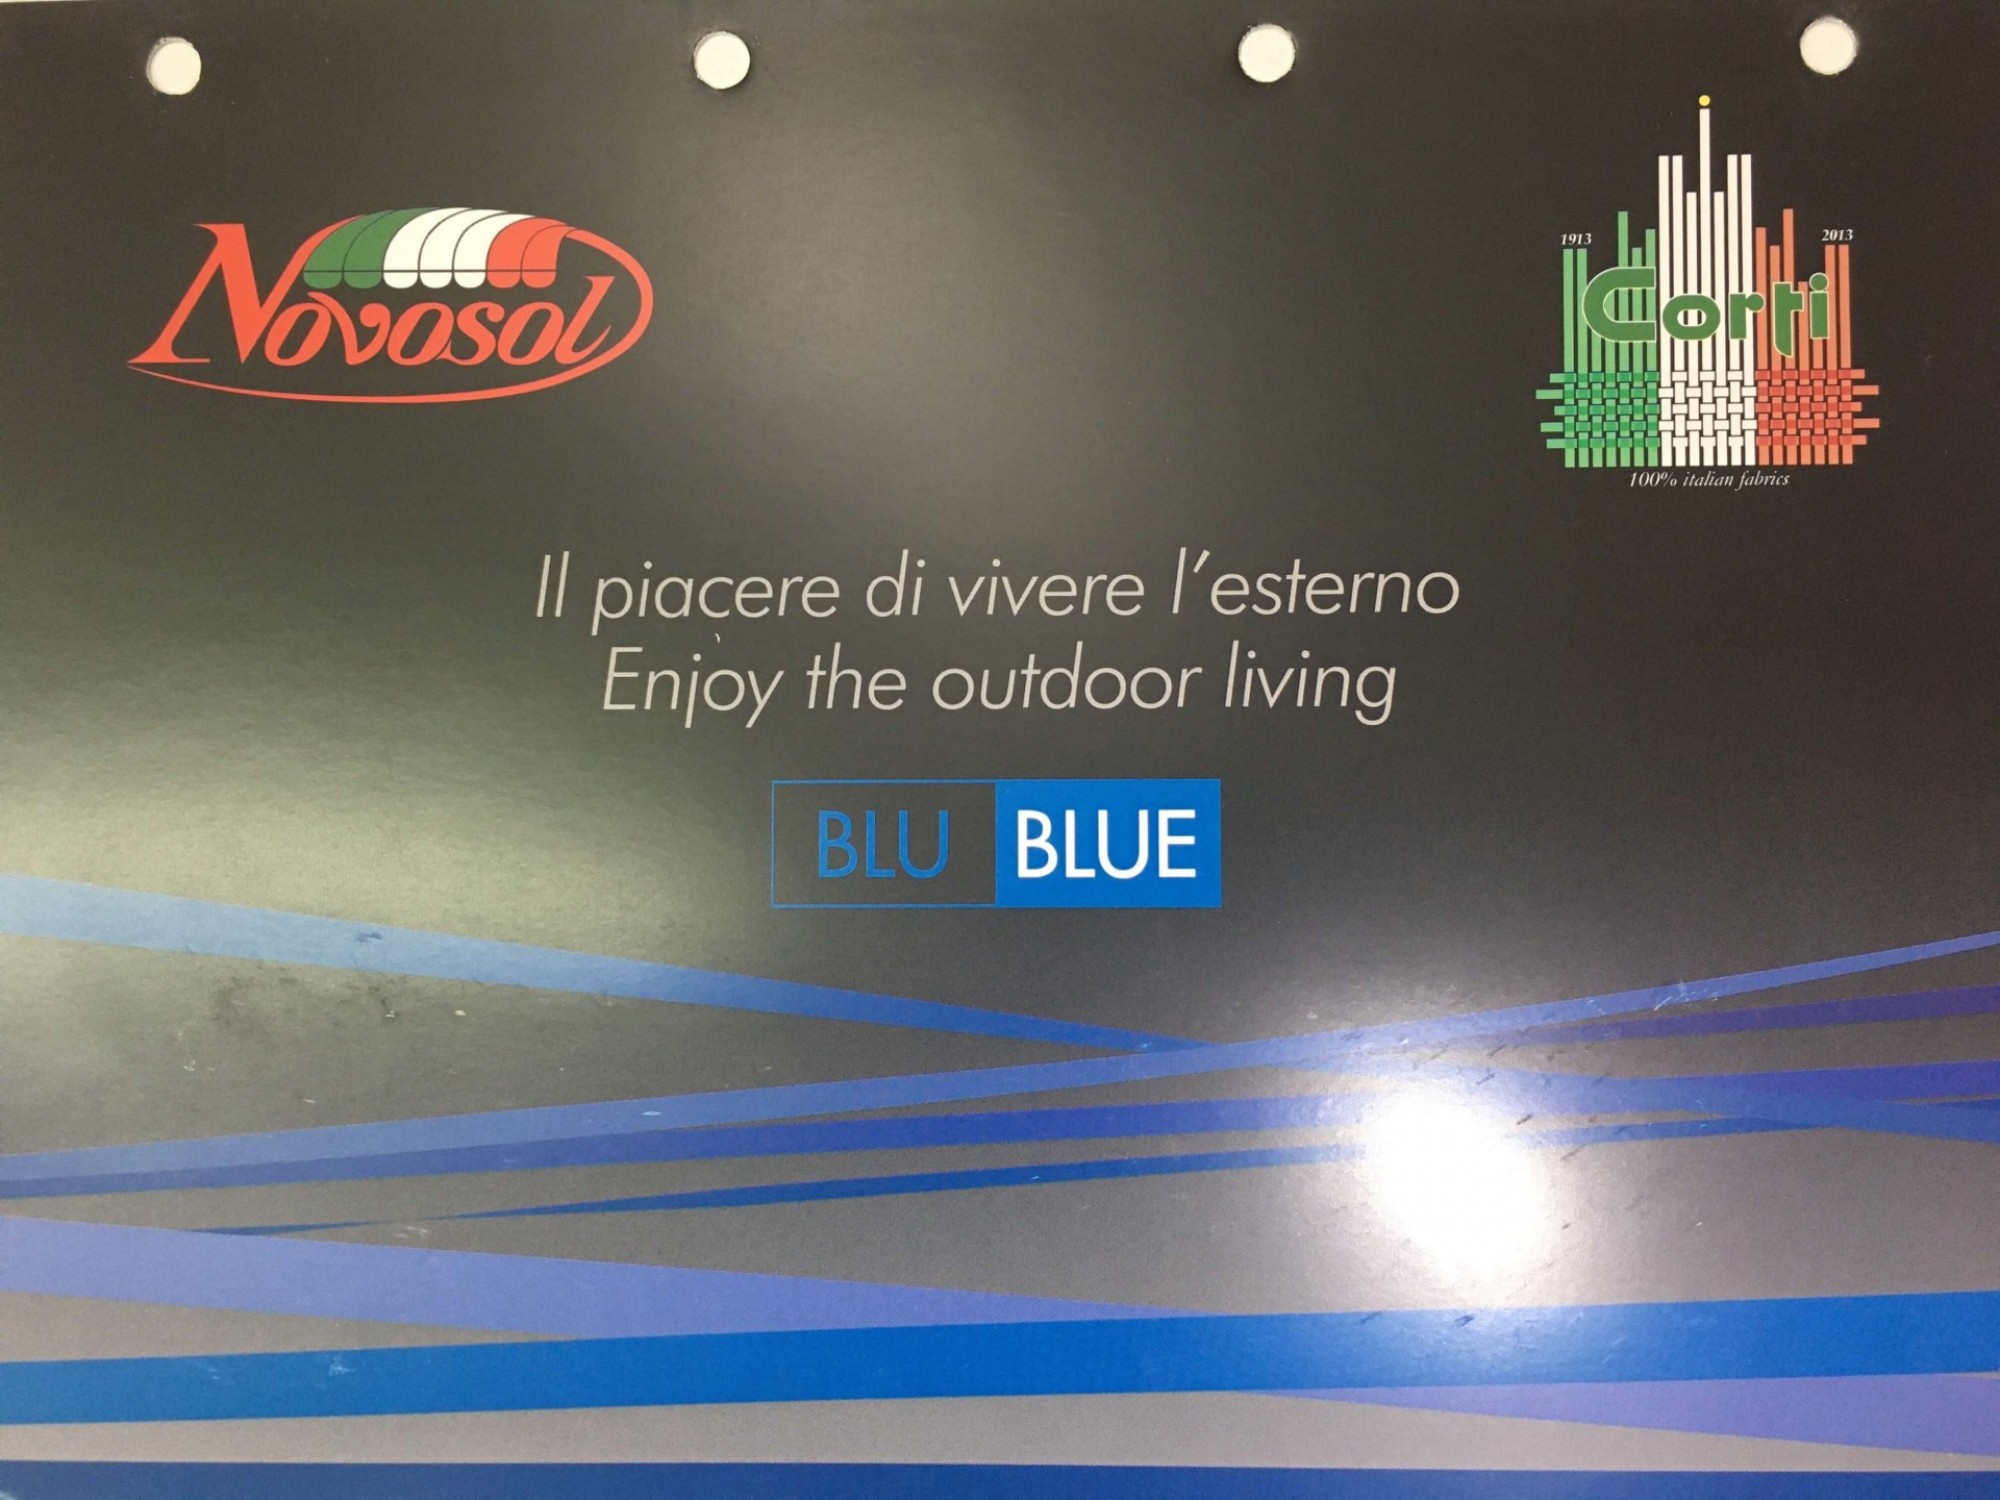 Novosol
1913
2013
Corti
100% italian fabrics
Il piacere di vivere l'esterno
Enjoy the outdoor living
BLU BLUE